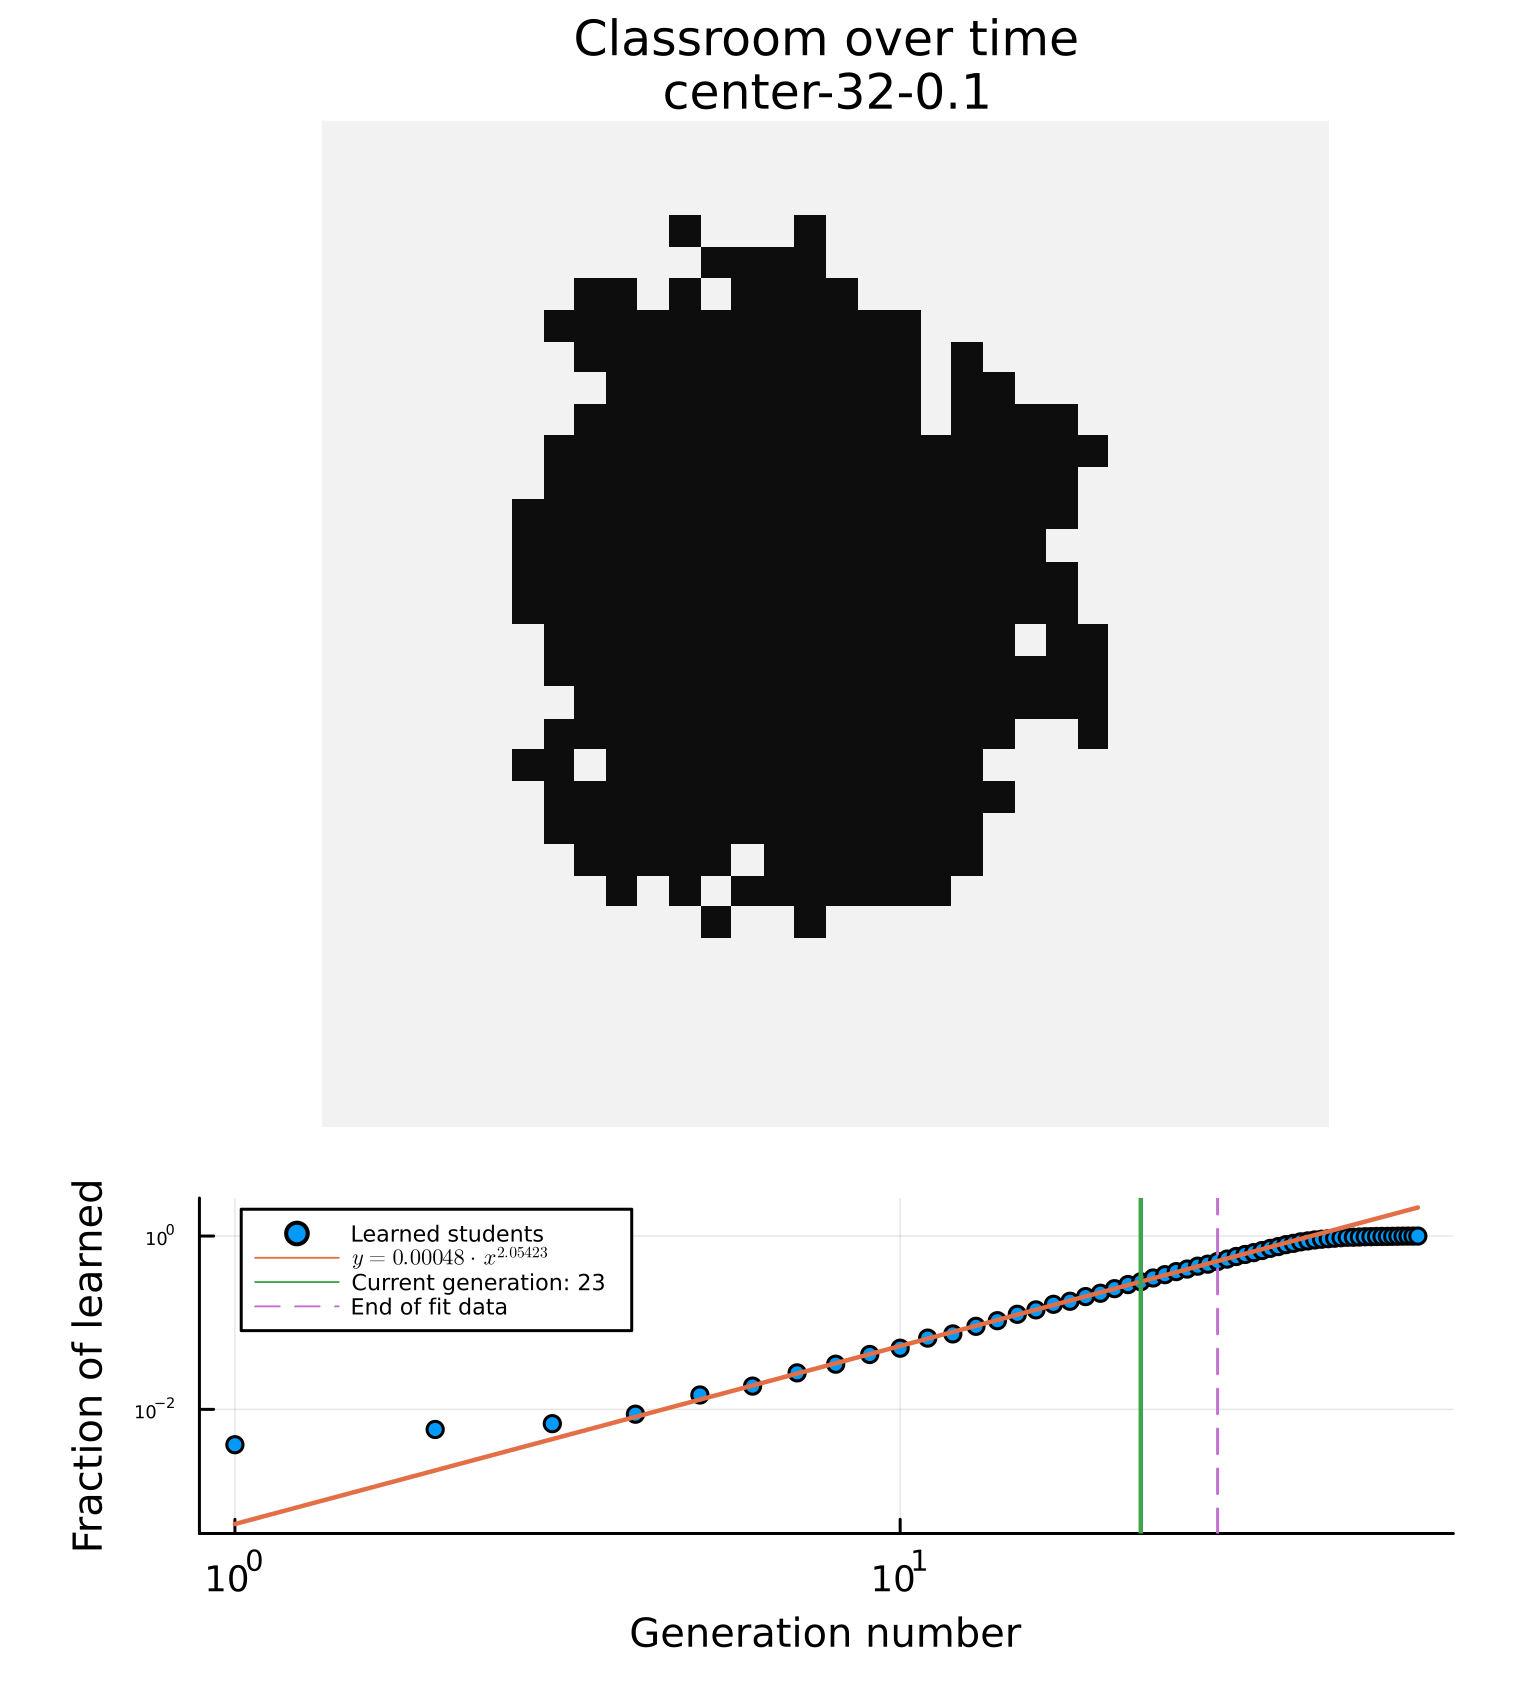 Classroom over time
center-32-0.1
Fraction of learned
10^0
10^-2
Learned students
y = 0.00048 · x^2.05423
Current generation: 23
End of fit data
10^0
10^1
Generation number